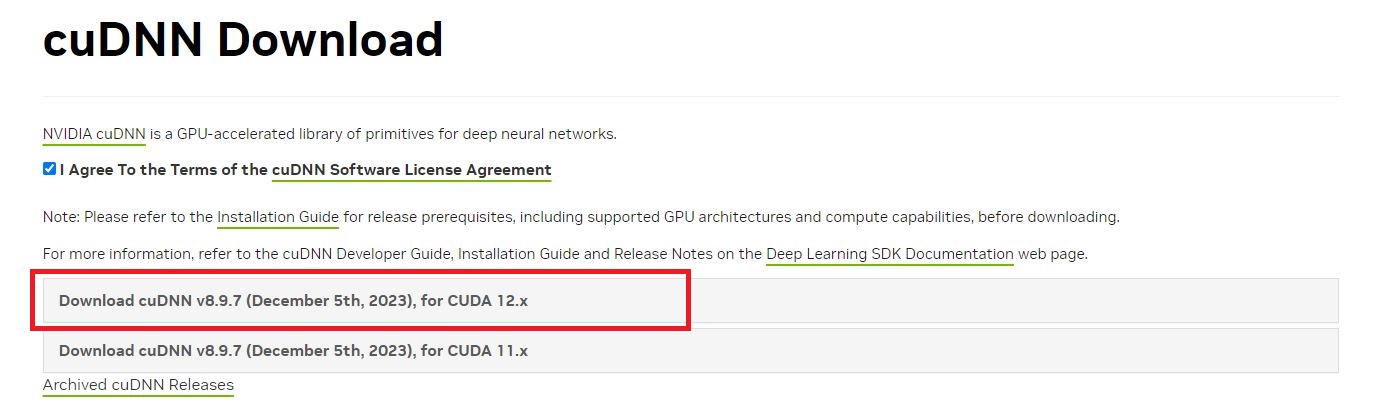 cuDNN Download
NVIDIA cuDNN is a GPU-accelerated library of primitives for deep neural networks.
I Agree To the Terms of the cuDNN Software License Agreement
Note: Please refer to the Installation Guide for release prerequisites, including supported GPU architectures and compute capabilities, before downloading.
For more information, refer to the cuDNN Developer Guide, Installation Guide and Release Notes on the Deep Learning SDK Documentation web page.
Download cuDNN v8.9.7 (December 5th, 2023), for CUDA 12.x
Download cuDNN v8.9.7 (December 5th, 2023), for CUDA 11.x
Archived cuDNN Releases